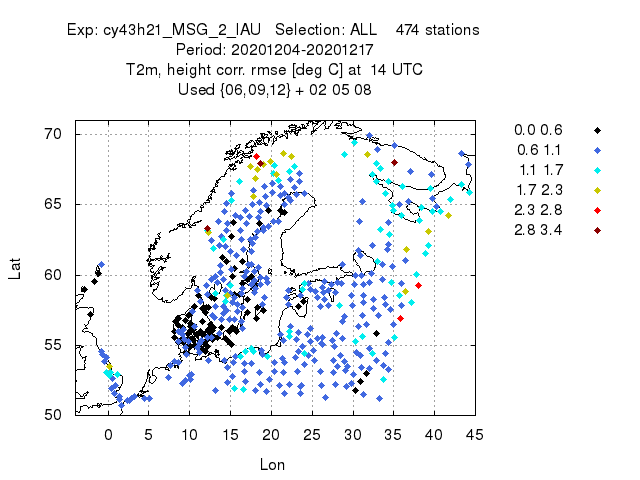 Exp: cy43h21_MSG_2_IAU   Selection: ALL    474 stations
Period: 20201204-20201217
T2m, height corr. rmse [deg C] at  14 UTC
Used {06,09,12} + 02 05 08
0.0 0.6
0.6 1.1
1.1 1.7
1.7 2.3
2.3 2.8
2.8 3.4
70
65
60
55
50
Lat
0 5 10 15 20 25 30 35 40 45
Lon